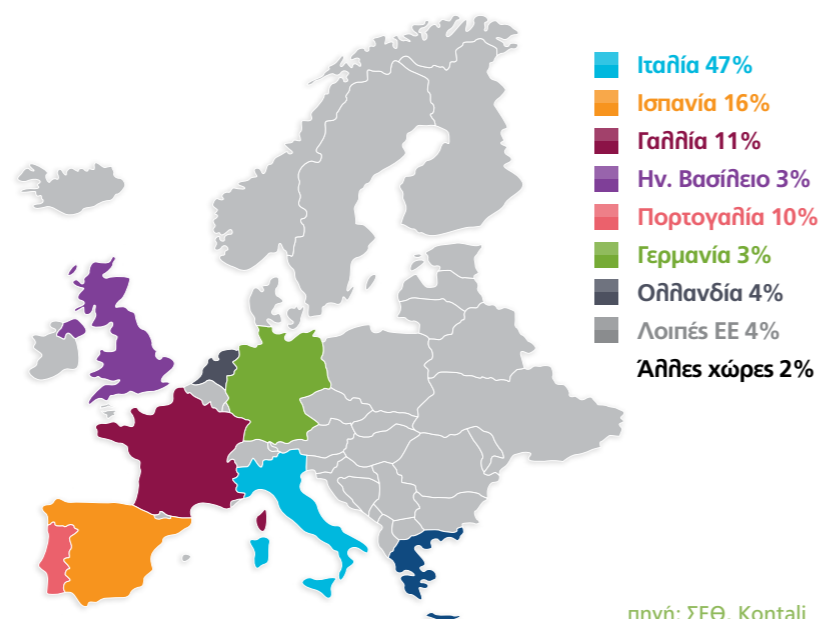 Ιταλία 47%
Ισπανία 16%
Γαλλία 11%
Ην. Βασίλειο 3%
Πορτογαλία 10%
Γερμανία 3%
Ολλανδία 4%
Λοιπές ΕΕ 4%
Άλλες χώρες 2%
πηγή: ΣΕΘ, Kontali